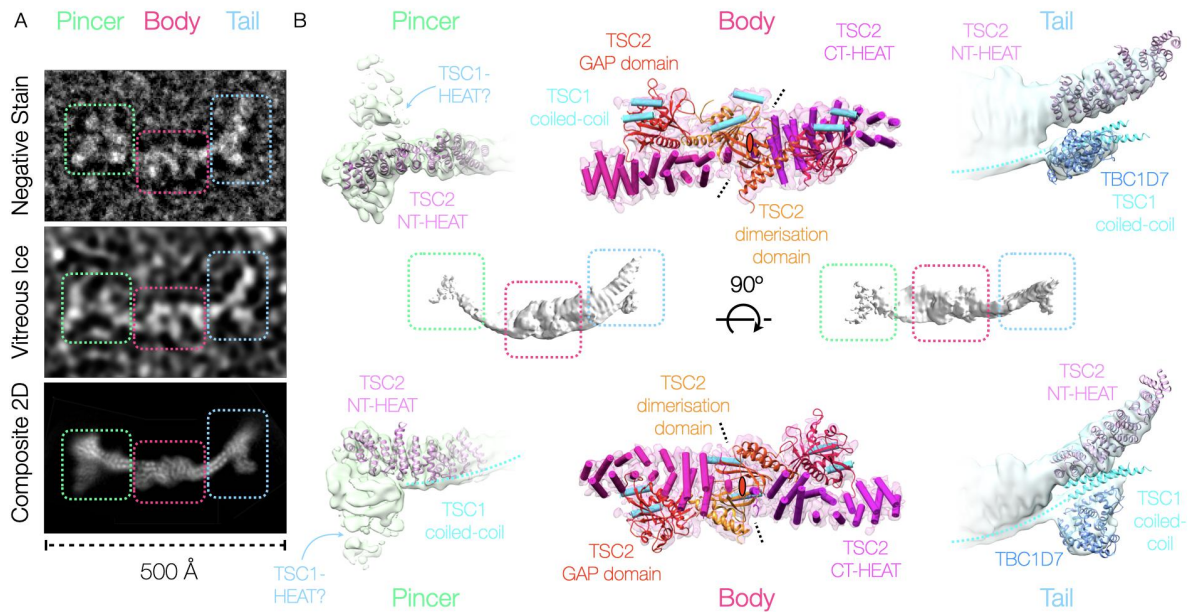 A
Pincer
Body
Tail
Negative Stain
Vitreous Ice
Composite 2D
500 Å
B
Pincer
Body
Tail
TSC1-
HEAT?
TSC2
NT-HEAT
TSC2
GAP domain
TSC1
coiled-coil
TSC2
CT-HEAT
TSC2
dimerisation
domain
TSC2
NT-HEAT
TBC1D7
TSC1
coiled-coil
90º
TSC2
NT-HEAT
TSC1
coiled-coil
TSC1-
HEAT?
TSC2
dimerisation
domain
TSC2
GAP domain
TSC2
CT-HEAT
TSC2
NT-HEAT
TSC1
coiled-
coil
TBC1D7
Pincer
Body
Tail